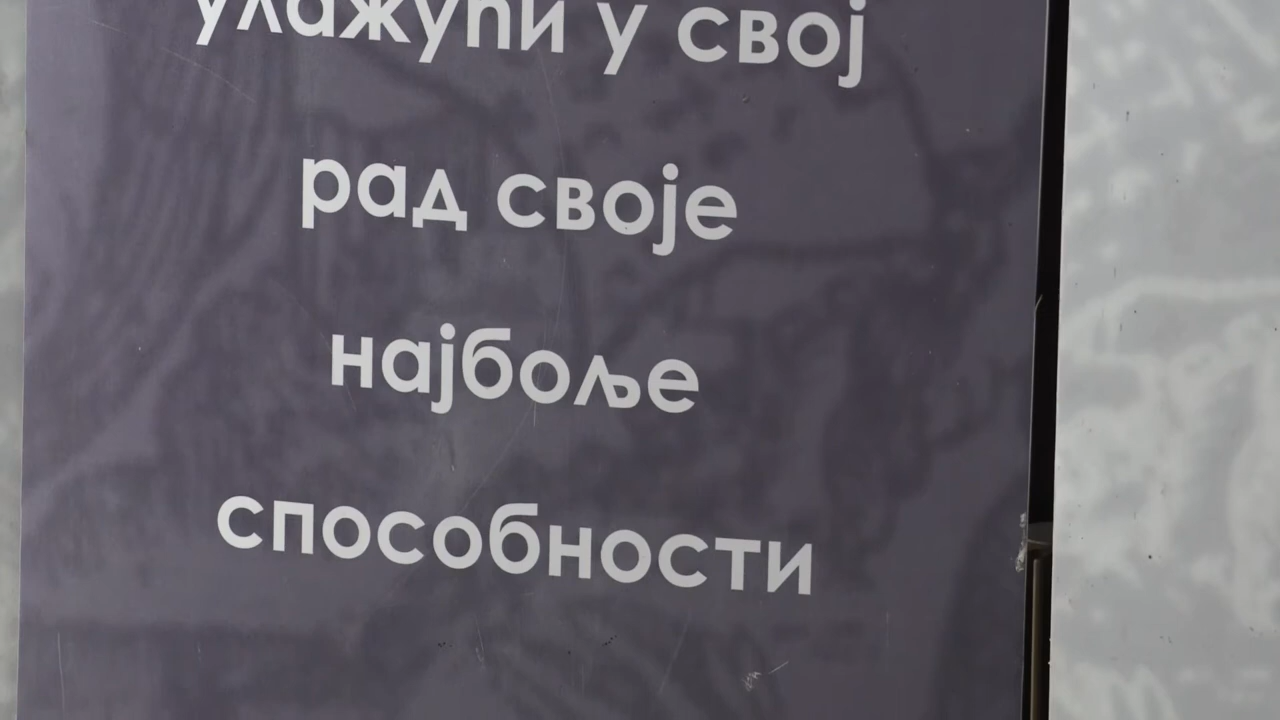 улажући у свој
рад своје
најбоље
способности